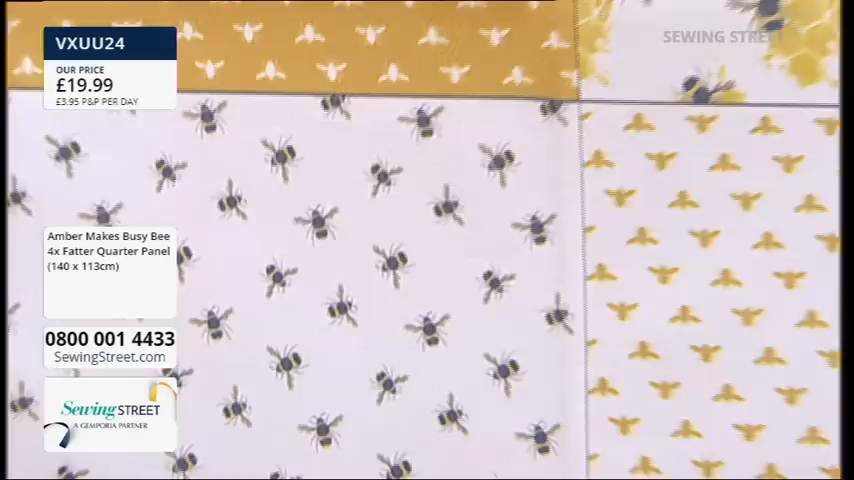 VXUU24
OUR PRICE
£19.99
£3.95 P&P PER DAY
SEWING STREET
Amber Makes Busy Bee
4x Fatter Quarter Panel
(140 x 113cm)
0800 001 4433
SewingStreet.com
Sewing STREET
A GEMPORIA PARTNER